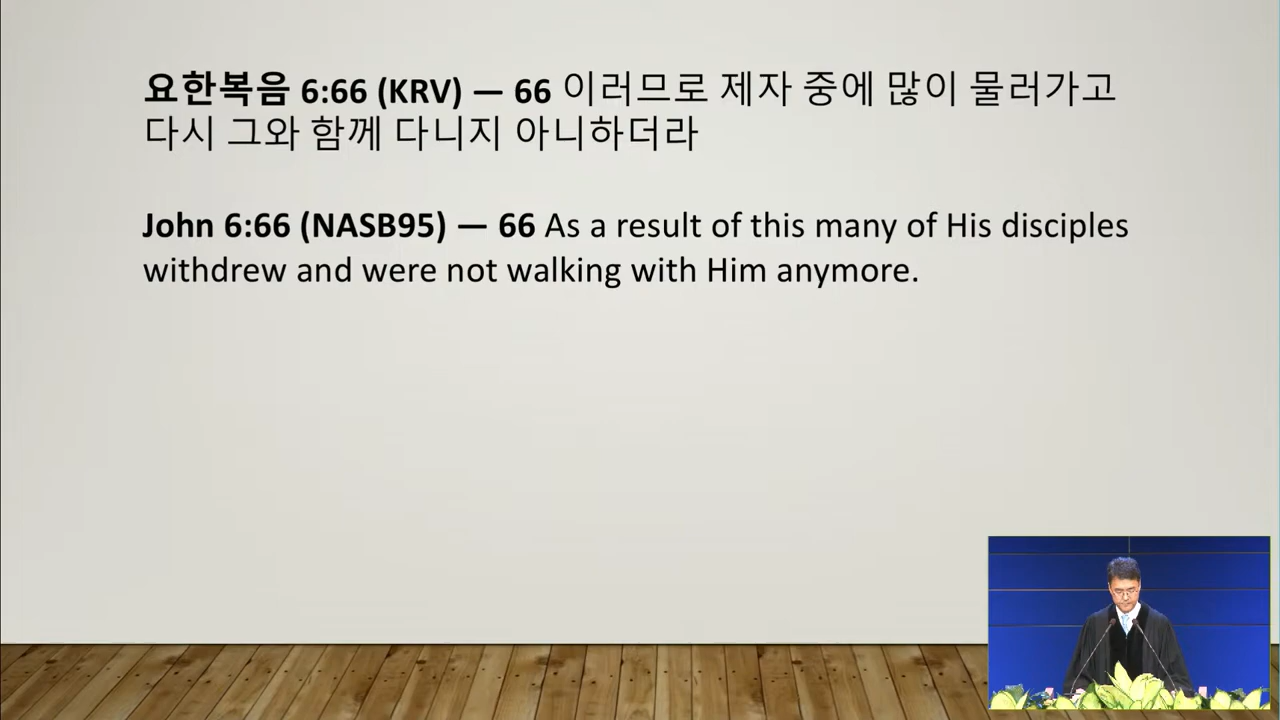 요한복음 6:66 (KRV) — 66 이러므로 제자 중에 많이 물러가고
다시 그와 함께 다니지 아니하더라
John 6:66 (NASB95) — 66 As a result of this many of His disciples
withdrew and were not walking with Him anymore.